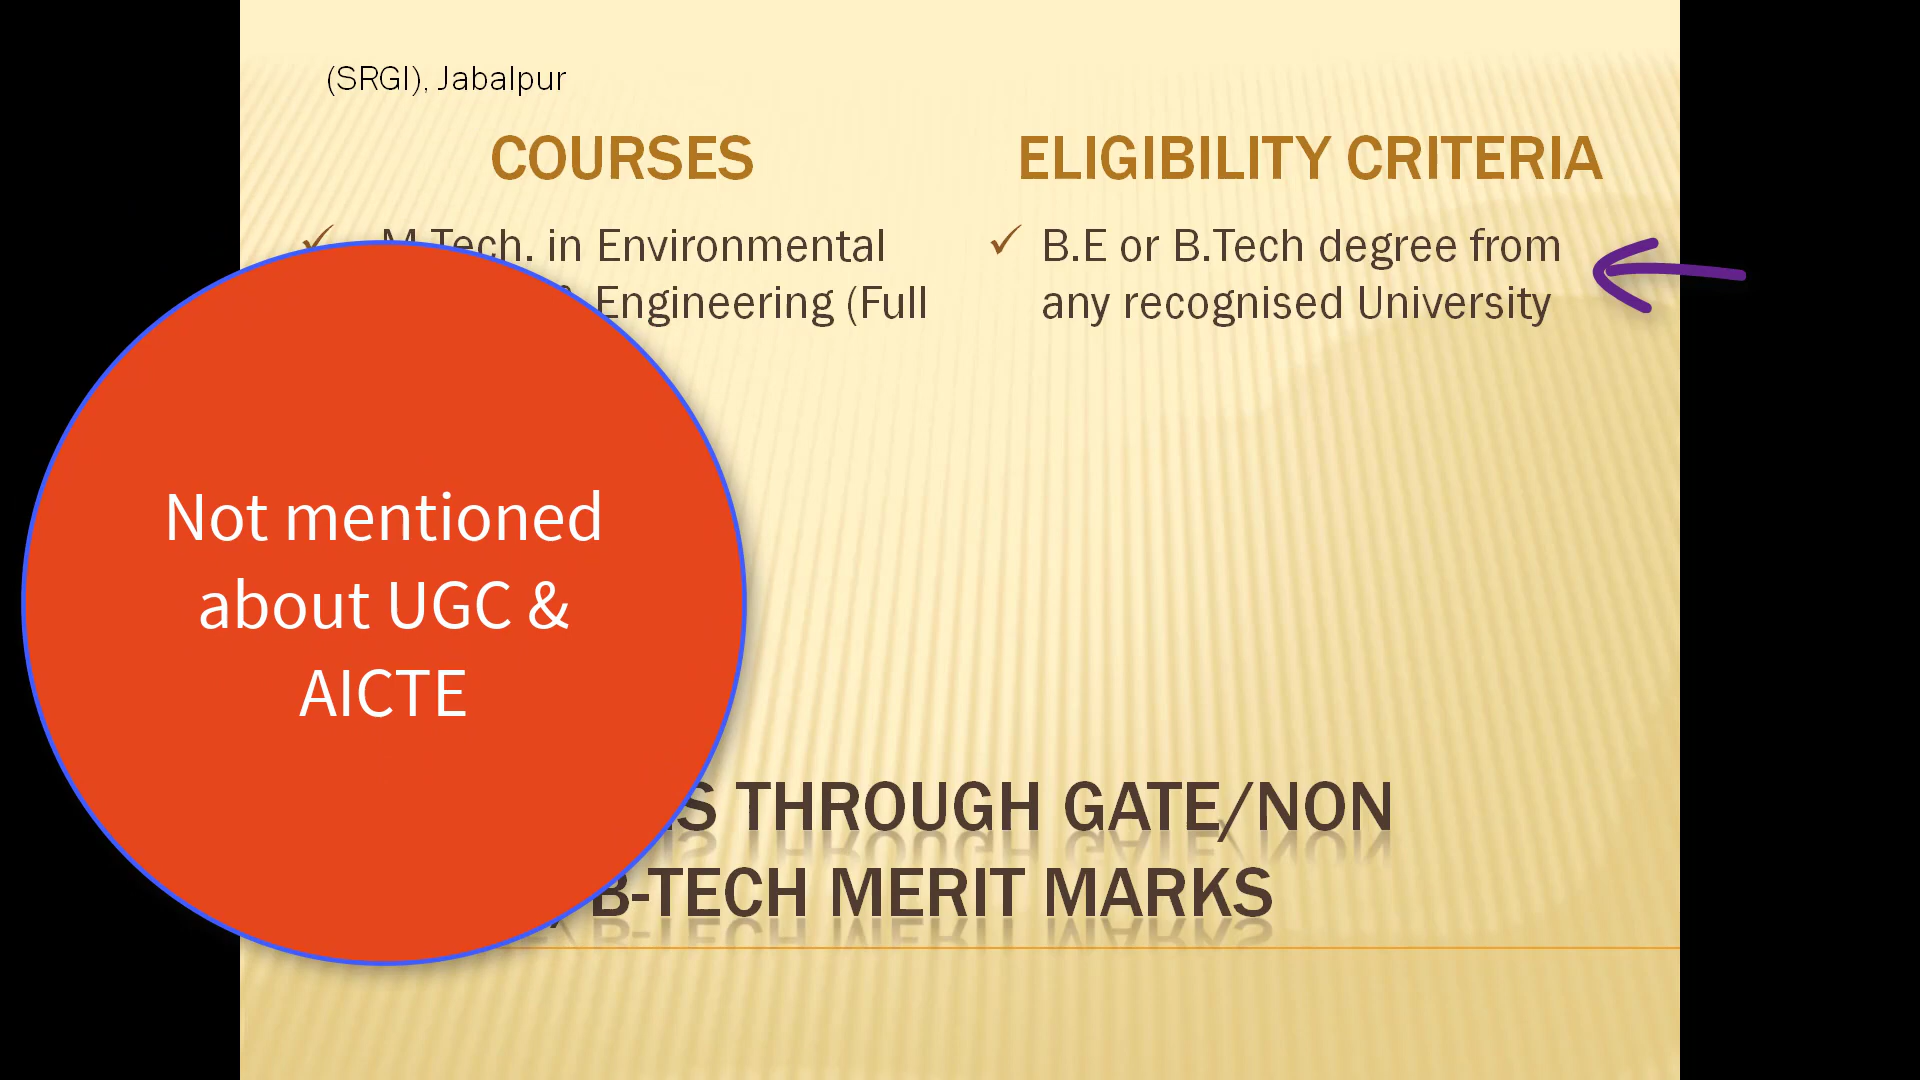 (SRGI), Jabalpur
COURSES
ELIGIBILITY CRITERIA
M.Tech. in Environmental
& Engineering (Full
B.E or B.Tech degree from
any recognised University
Not mentioned
about UGC &
AICTE
THROUGH GATE/NON
B-TECH MERIT MARKS